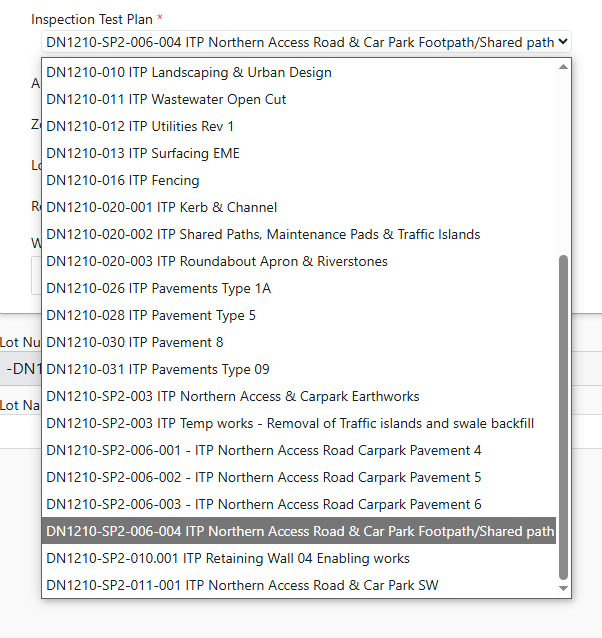 Inspection Test Plan *
DN1210-SP2-006-004 ITP Northern Access Road & Car Park Footpath/Shared path
DN1210-010 ITP Landscaping & Urban Design
DN1210-011 ITP Wastewater Open Cut
DN1210-012 ITP Utilities Rev 1
DN1210-013 ITP Surfacing EME
DN1210-016 ITP Fencing
DN1210-020-001 ITP Kerb & Channel
DN1210-020-002 ITP Shared Paths, Maintenance Pads & Traffic Islands
DN1210-020-003 ITP Roundabout Apron & Riverstones
DN1210-026 ITP Pavements Type 1A
DN1210-028 ITP Pavement Type 5
DN1210-030 ITP Pavement 8
DN1210-031 ITP Pavements Type 09
DN1210-SP2-003 ITP Northern Access & Carpark Earthworks
DN1210-SP2-003 ITP Temp works - Removal of Traffic islands and swale backfill
DN1210-SP2-006-001 - ITP Northern Access Road Carpark Pavement 4
DN1210-SP2-006-002 - ITP Northern Access Road Carpark Pavement 5
DN1210-SP2-006-003 - ITP Northern Access Road Carpark Pavement 6
DN1210-SP2-006-004 ITP Northern Access Road & Car Park Footpath/Shared path
DN1210-SP2-010.001 ITP Retaining Wall 04 Enabling works
DN1210-SP2-011-001 ITP Northern Access Road & Car Park SW
Lot Nu
-DN1
Lot Na